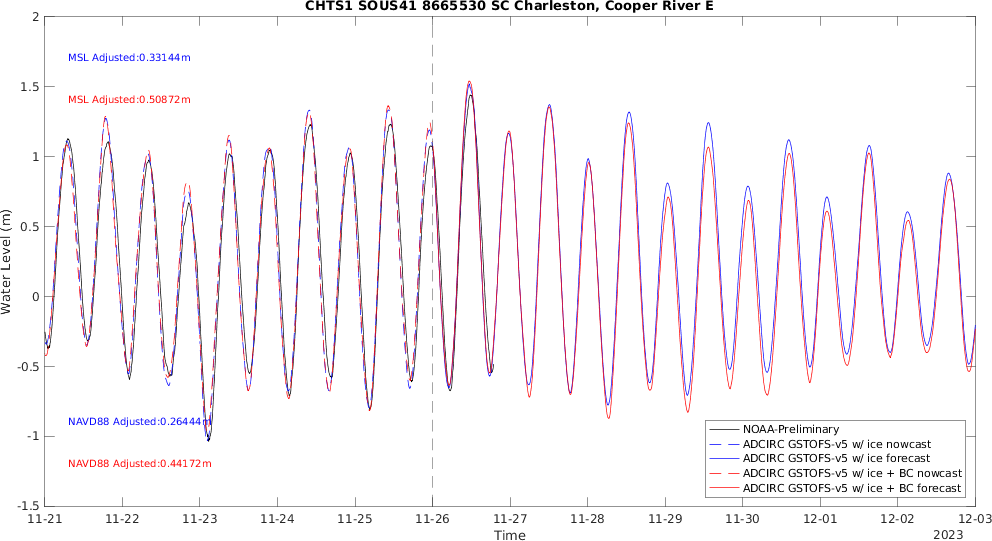 CHTS1 SOUS41 8665530 SC Charleston, Cooper River E
2
1.5
1
0.5
0
-0.5
-1
-1.5
Water Level (m)
MSL Adjusted:0.33144m
MSL Adjusted:0.50872m
NAVD88 Adjusted:0.26444m
NAVD88 Adjusted:0.44172m
NOAA-Preliminary
ADCIRC GSTOFS-v5 w/ ice nowcast
ADCIRC GSTOFS-v5 w/ ice forecast
ADCIRC GSTOFS-v5 w/ ice + BC nowcast
ADCIRC GSTOFS-v5 w/ ice + BC forecast
11-21 11-22 11-23 11-24 11-25 11-26 11-27 11-28 11-29 11-30 12-01 12-02 12-03
Time
2023